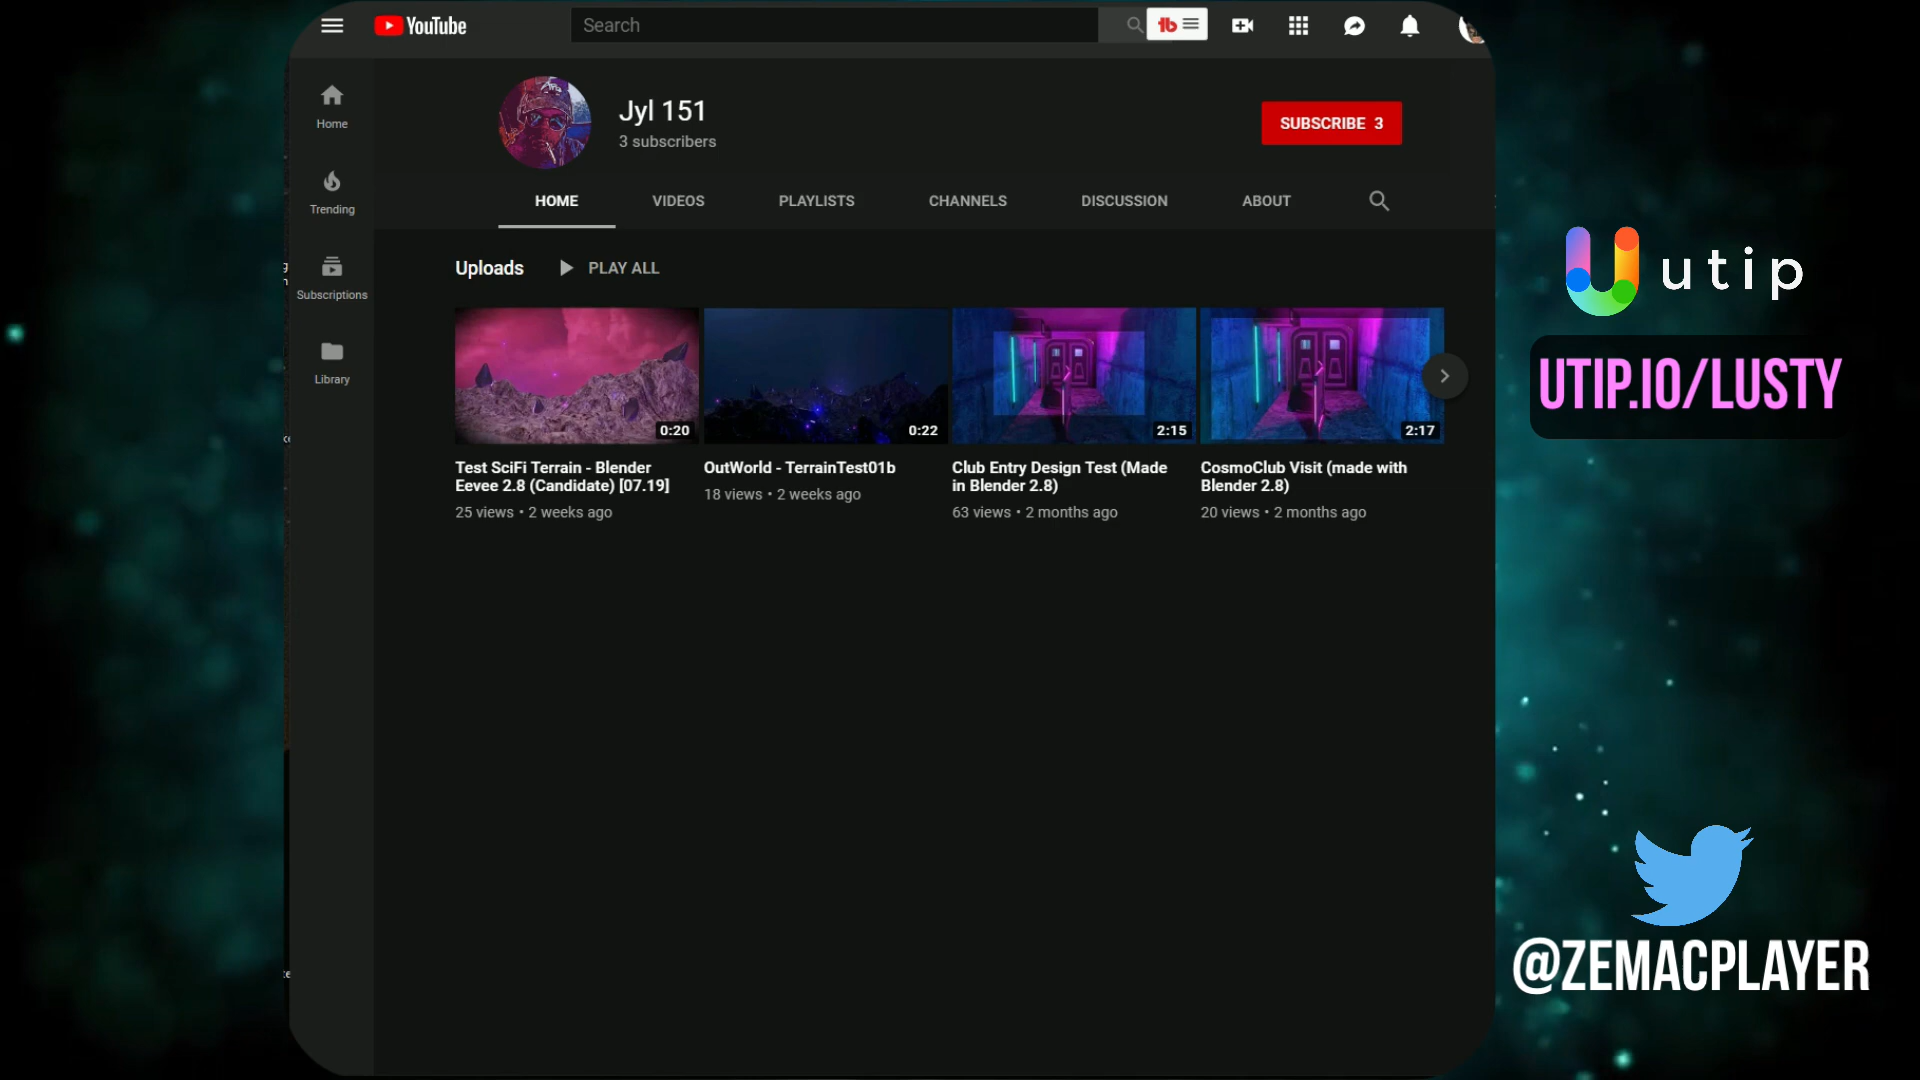 YouTube
Search
Home
Trending
Subscriptions
Library
Jyl 151
3 subscribers
SUBSCRIBE 3
HOME
VIDEOS
PLAYLISTS
CHANNELS
DISCUSSION
ABOUT
Uploads
PLAY ALL
0:20
0:22
2:15
2:17
Test SciFi Terrain - Blender
Eevee 2.8 (Candidate) [07.19]
25 views • 2 weeks ago
OutWorld - TerrainTest01b
18 views • 2 weeks ago
Club Entry Design Test (Made
in Blender 2.8)
63 views • 2 months ago
CosmoClub Visit (made with
Blender 2.8)
20 views • 2 months ago
utip
UTIP.IO/LUSTY
@ZEMACPLAYER